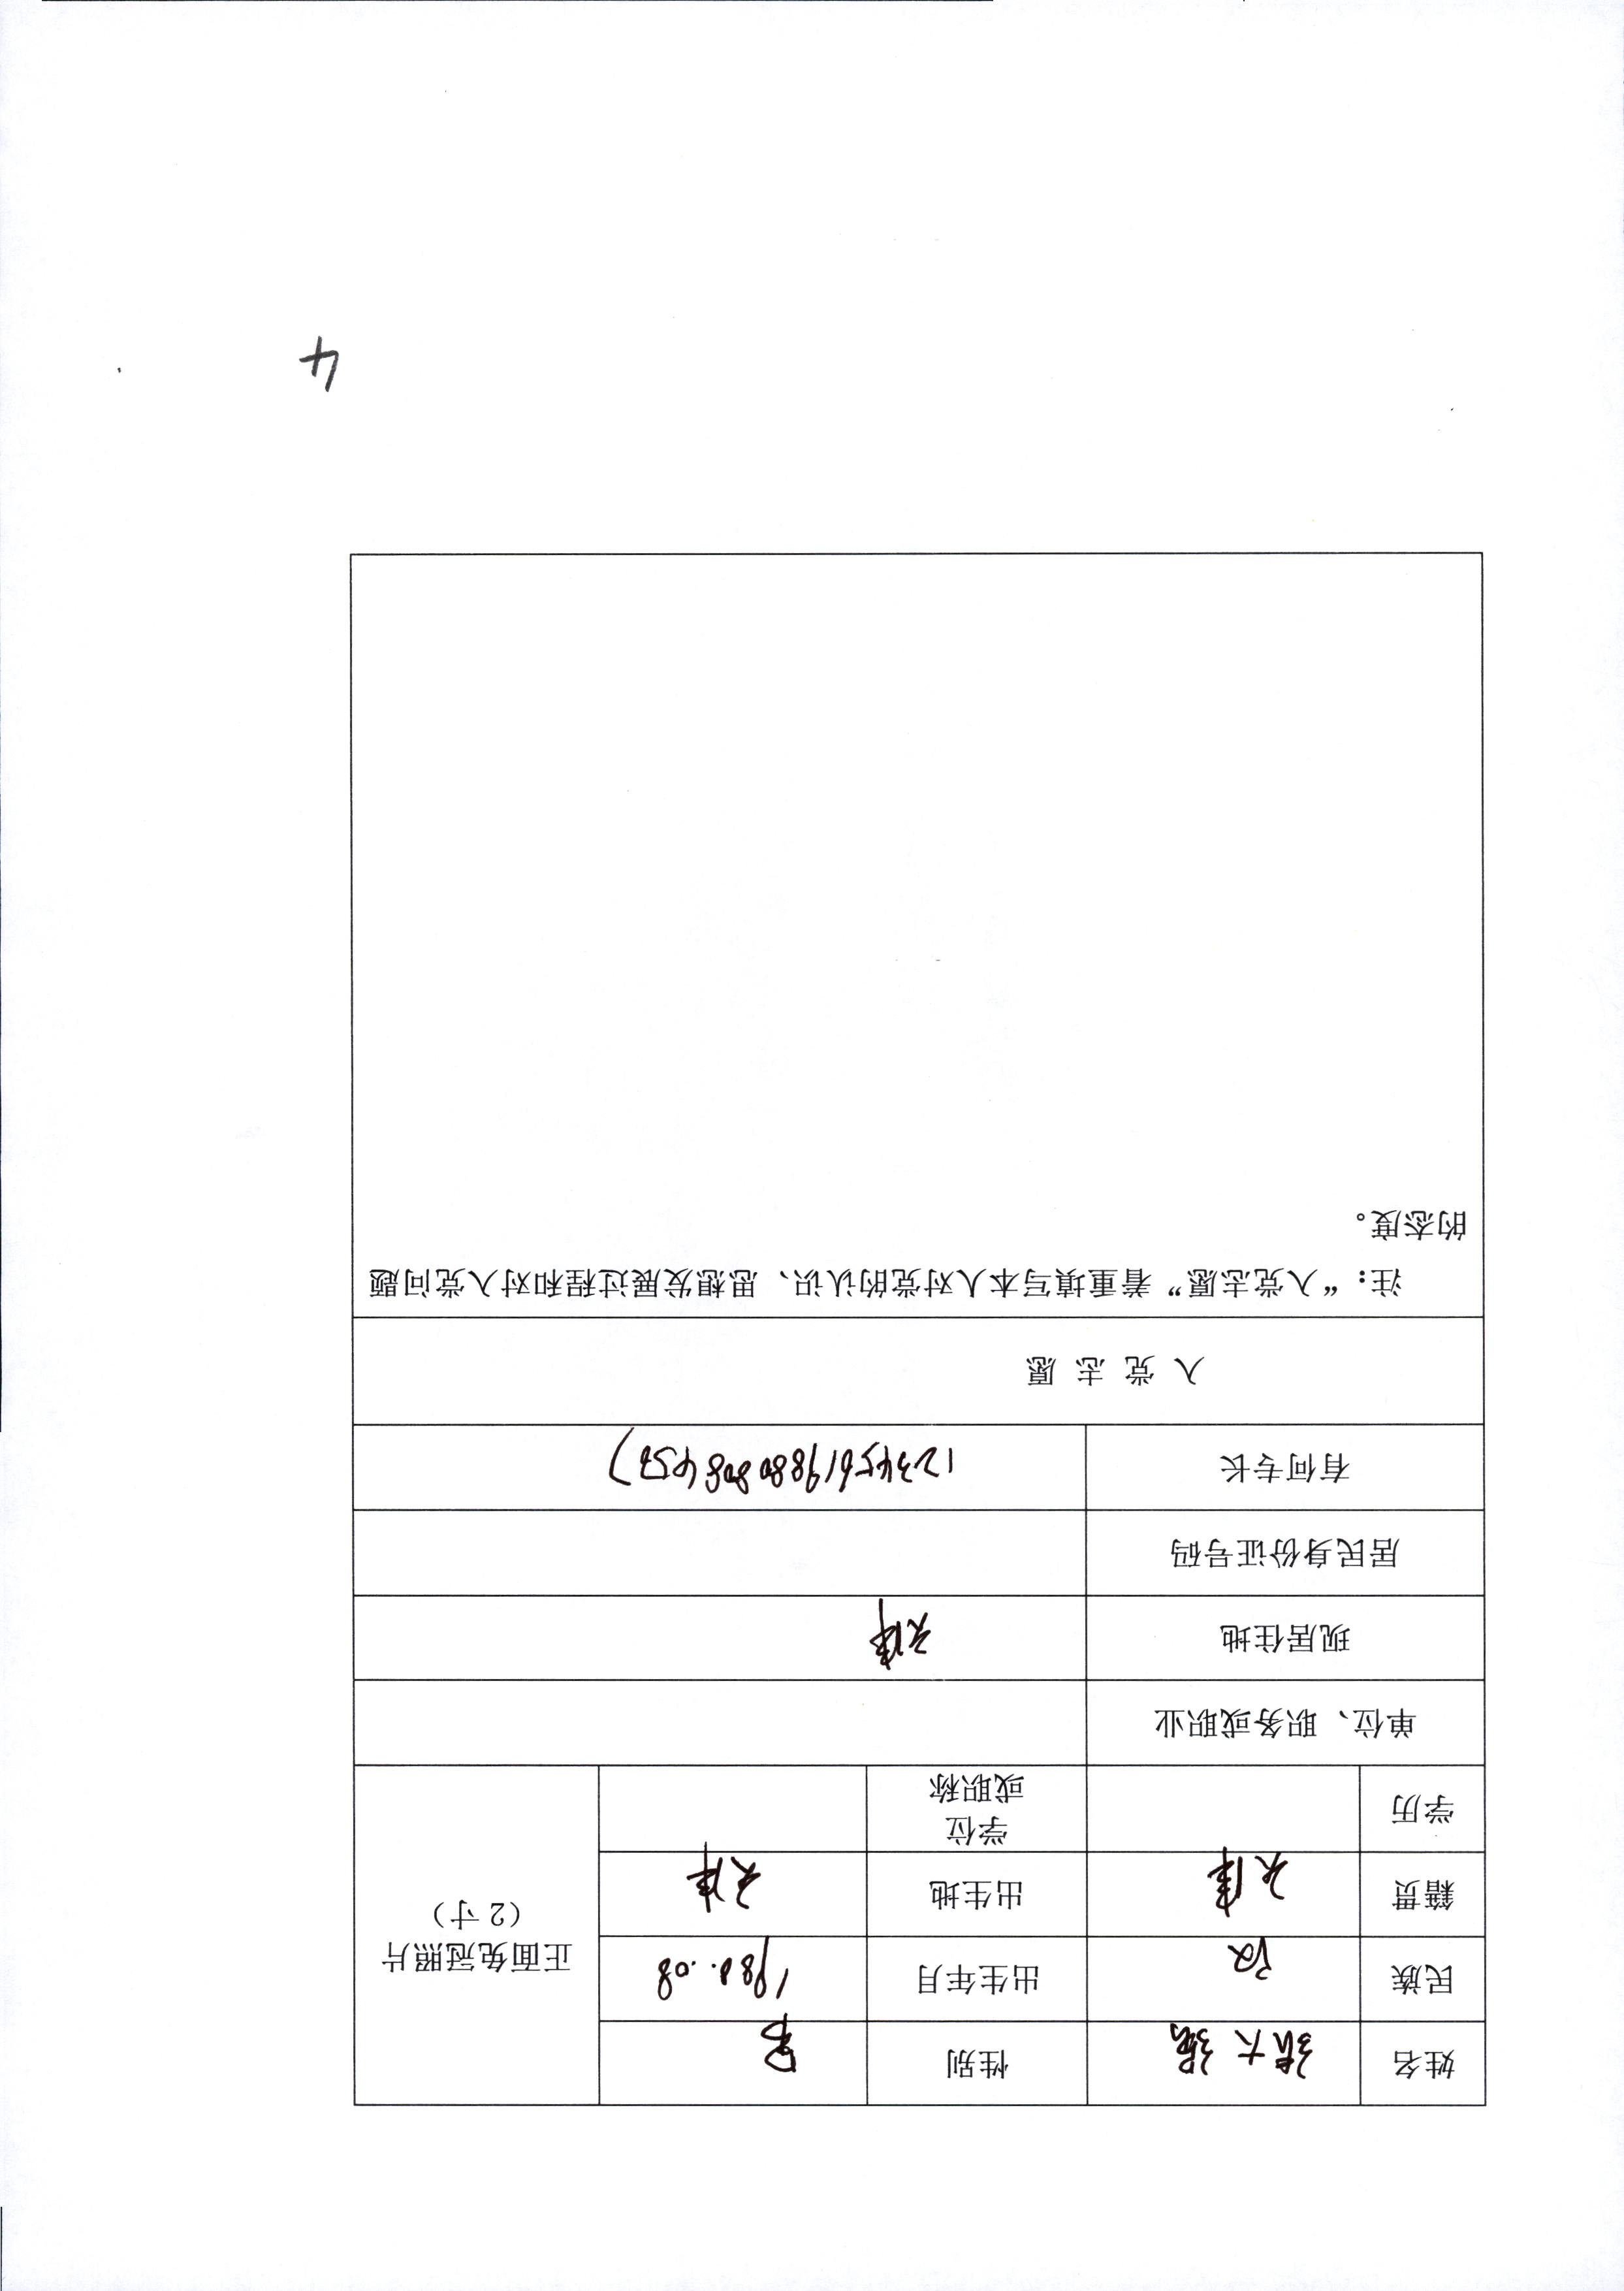 姓名 张大强 性别 男
民族 汉 出生年月 1988.08
正面免冠照片
（2寸）
籍贯 天津 出生地 天津
学历 学位
或职称
单位、职务或职业
现居住地 天津
居民身份证号码
有何专长 123456198808084567
入党志愿
注：“入党志愿”着重填写本人对党的认识、思想发展过程和对入党问题
的态度。
4